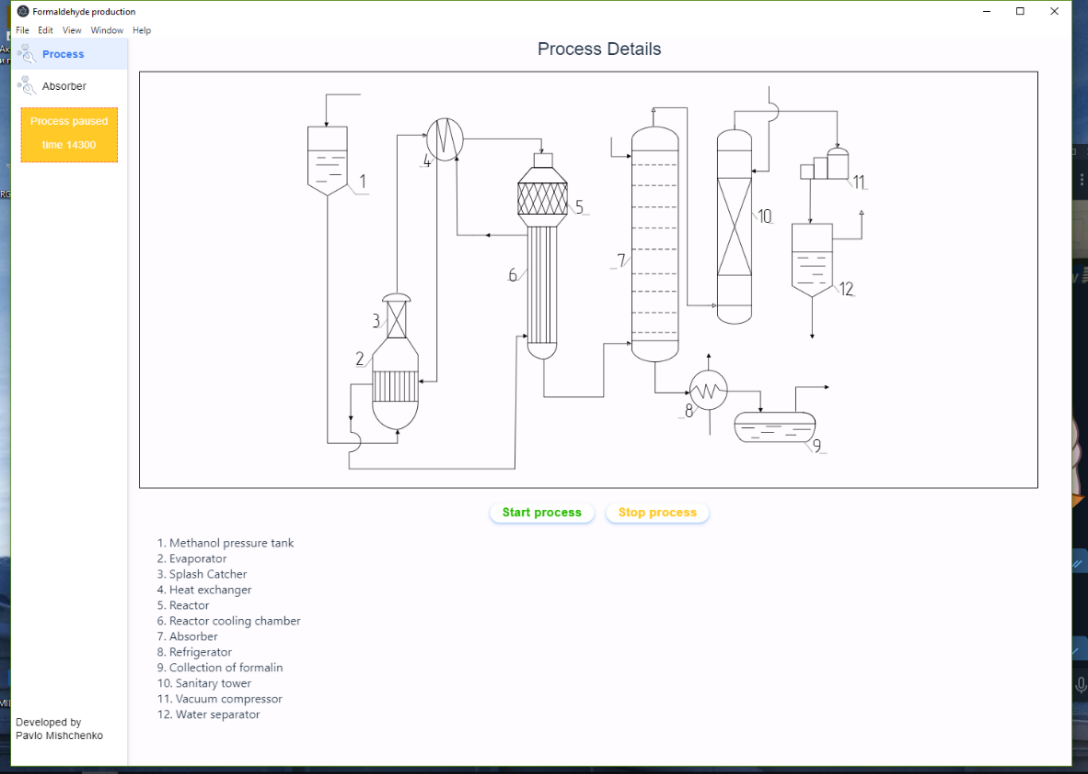 Formaldehyde production
File Edit View Window Help
Process
Absorber
Process paused
time 14300
Process Details
1
2
3
4
5
6
7
8
9
10
11
12
Start process
Stop process
1. Methanol pressure tank
2. Evaporator
3. Splash Catcher
4. Heat exchanger
5. Reactor
6. Reactor cooling chamber
7. Absorber
8. Refrigerator
9. Collection of formalin
10. Sanitary tower
11. Vacuum compressor
12. Water separator
Developed by
Pavlo Mishchenko